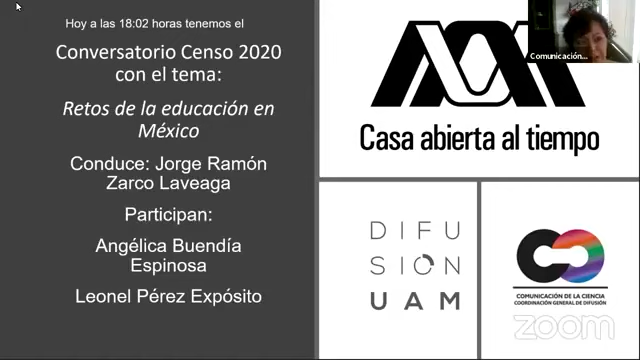 Hoy a las 18:02 horas tenemos el
Conversatorio Censo 2020
con el tema:
Retos de la educación en
México
Conduce: Jorge Ramón
Zarco Laveaga
Participan:
Angélica Buendía
Espinosa
Leonel Pérez Expósito
Casa abierta al tiempo
DIFU
SIÓN
UAM
COMUNICACIÓN DE LA CIENCIA
COORDINACIÓN GENERAL DE DIFUSIÓN
zoom
Comunicación...